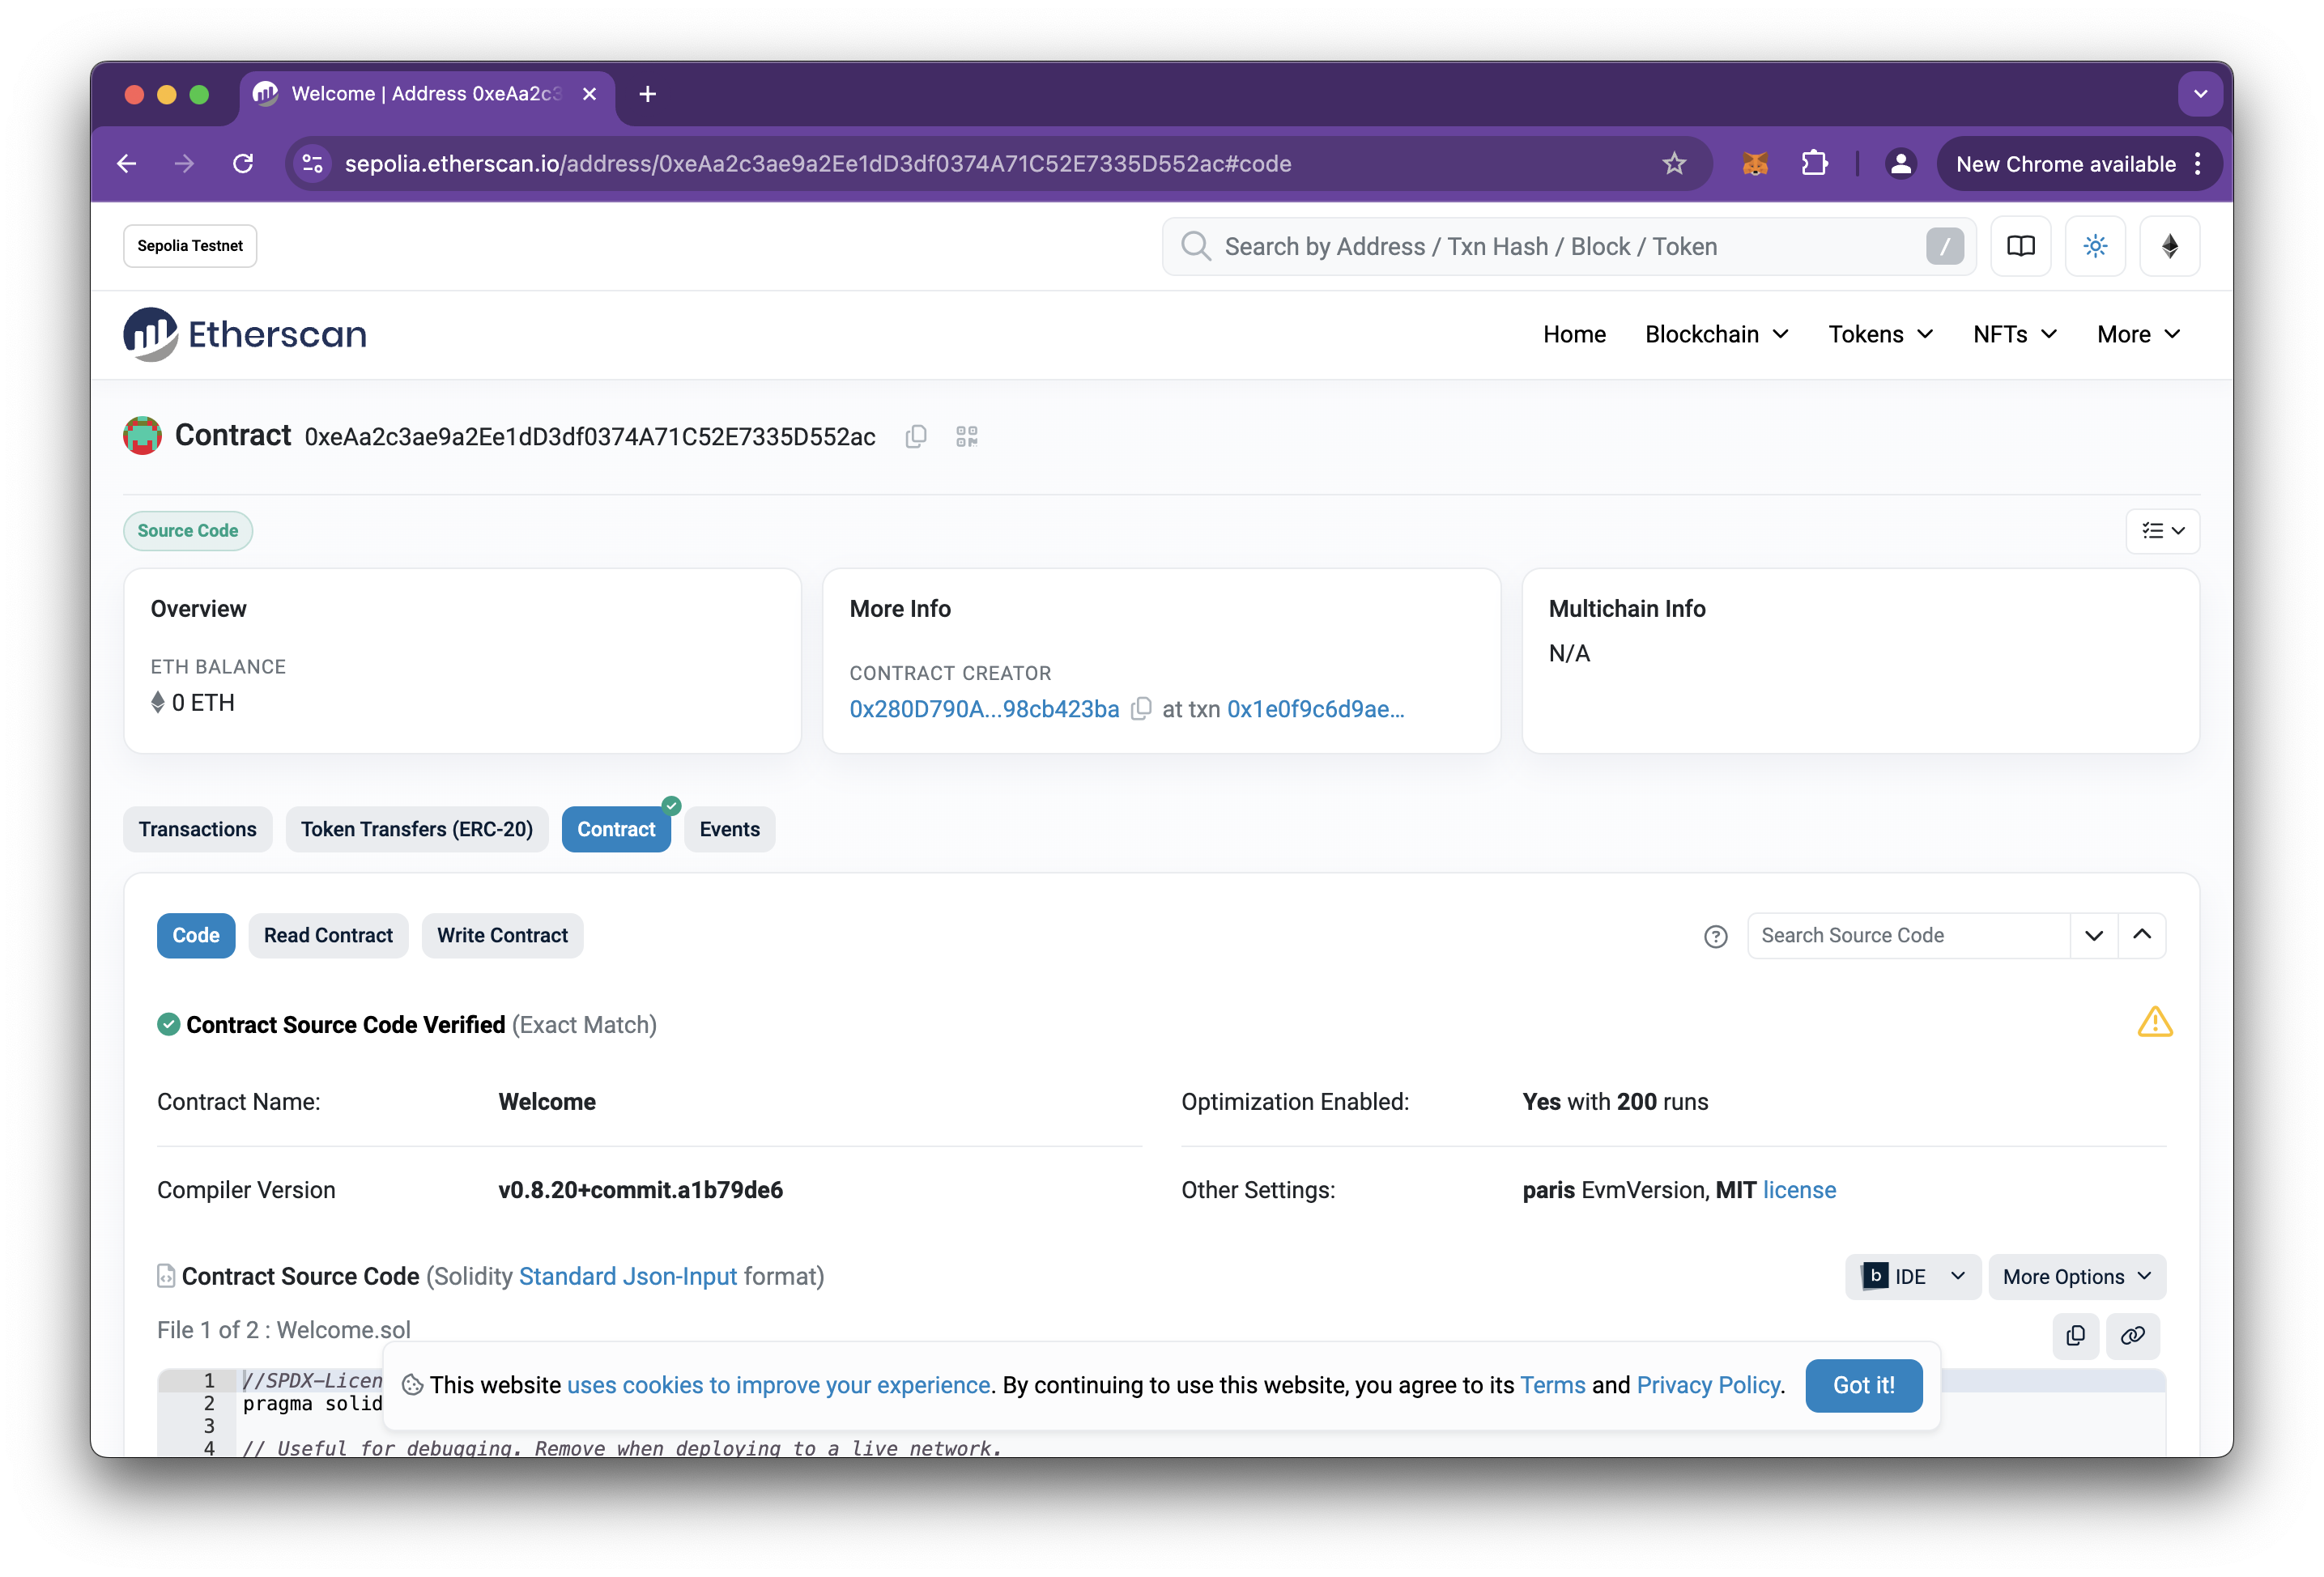 Welcome | Address 0xeAa2c3
sepolia.etherscan.io/address/0xeAa2c3ae9a2Ee1dD3df0374A71C52E7335D552ac#code
New Chrome available
Sepolia Testnet
Search by Address / Txn Hash / Block / Token
/
Etherscan
Home
Blockchain
Tokens
NFTs
More
Contract 0xeAa2c3ae9a2Ee1dD3df0374A71C52E7335D552ac
Source Code
Overview
ETH BALANCE
0 ETH
More Info
CONTRACT CREATOR
0x280D790A...98cb423ba at txn 0x1e0f9c6d9ae...
Multichain Info
N/A
Transactions
Token Transfers (ERC-20)
Contract
Events
Code
Read Contract
Write Contract
Search Source Code
Contract Source Code Verified (Exact Match)
Contract Name:
Welcome
Optimization Enabled:
Yes with 200 runs
Compiler Version
v0.8.20+commit.a1b79de6
Other Settings:
paris EvmVersion, MIT license
Contract Source Code (Solidity Standard Json-Input format)
b IDE
More Options
File 1 of 2 : Welcome.sol
1 //SPDX-Licen
2 pragma solid
3
4 // Useful for debugging. Remove when deploying to a live network.
This website uses cookies to improve your experience. By continuing to use this website, you agree to its Terms and Privacy Policy.
Got it!